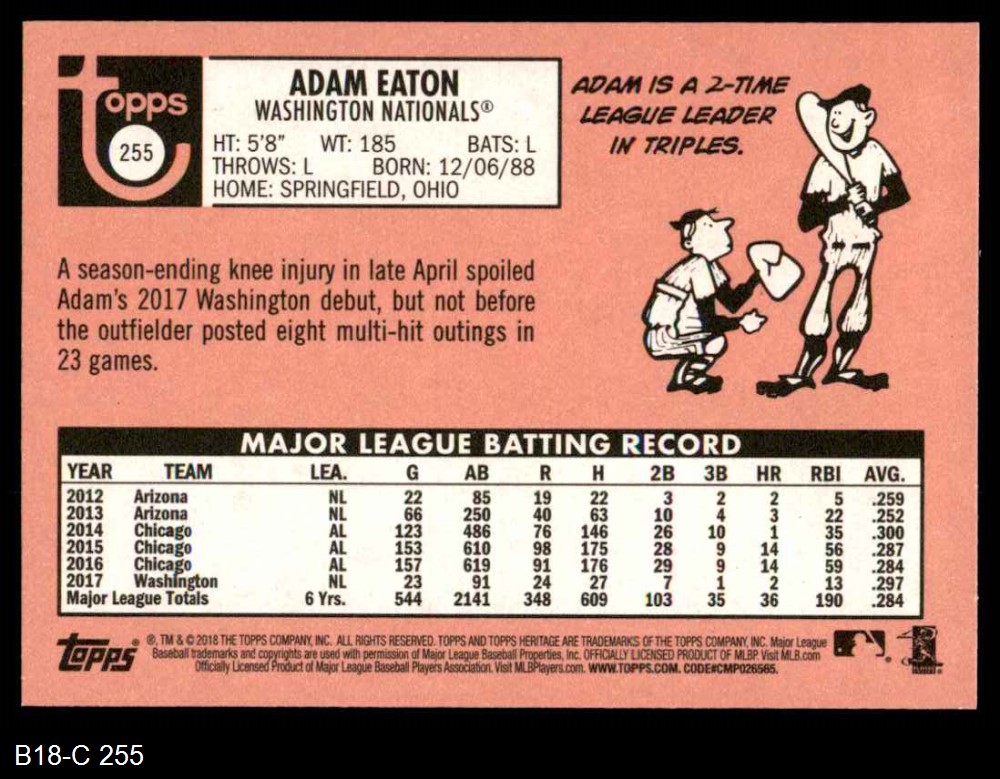 topps
255
ADAM EATON
WASHINGTON NATIONALS®
HT: 5'8" WT: 185 BATS: L
THROWS: L BORN: 12/06/88
HOME: SPRINGFIELD, OHIO
ADAM IS A 2-TIME
LEAGUE LEADER
IN TRIPLES.
A season-ending knee injury in late April spoiled
Adam's 2017 Washington debut, but not before
the outfielder posted eight multi-hit outings in
23 games.
MAJOR LEAGUE BATTING RECORD
YEAR TEAM LEA. G AB R H 2B 3B HR RBI AVG.
2012 Arizona NL 22 85 19 22 3 2 2 5 .259
2013 Arizona NL 66 250 40 63 10 4 3 22 .252
2014 Chicago AL 123 486 76 146 26 10 1 35 .300
2015 Chicago AL 153 610 98 175 28 9 14 56 .287
2016 Chicago AL 157 619 91 176 29 9 14 59 .284
2017 Washington NL 23 91 24 27 7 1 2 13 .297
Major League Totals 6 Yrs. 544 2141 348 609 103 35 36 190 .284
topps®
®, TM & © 2018 THE TOPPS COMPANY, INC. ALL RIGHTS RESERVED. TOPPS AND TOPPS HERITAGE ARE TRADEMARKS OF THE TOPPS COMPANY, INC. Major League
Baseball trademarks and copyrights are used with permission of Major League Baseball Properties, Inc. OFFICIALLY LICENSED PRODUCT OF MLBP Visit MLB.com
Officially Licensed Product of Major League Baseball Players Association. Visit MLBPlayers.com. WWW.TOPPS.COM. CODE#CMP026565.
B18-C 255